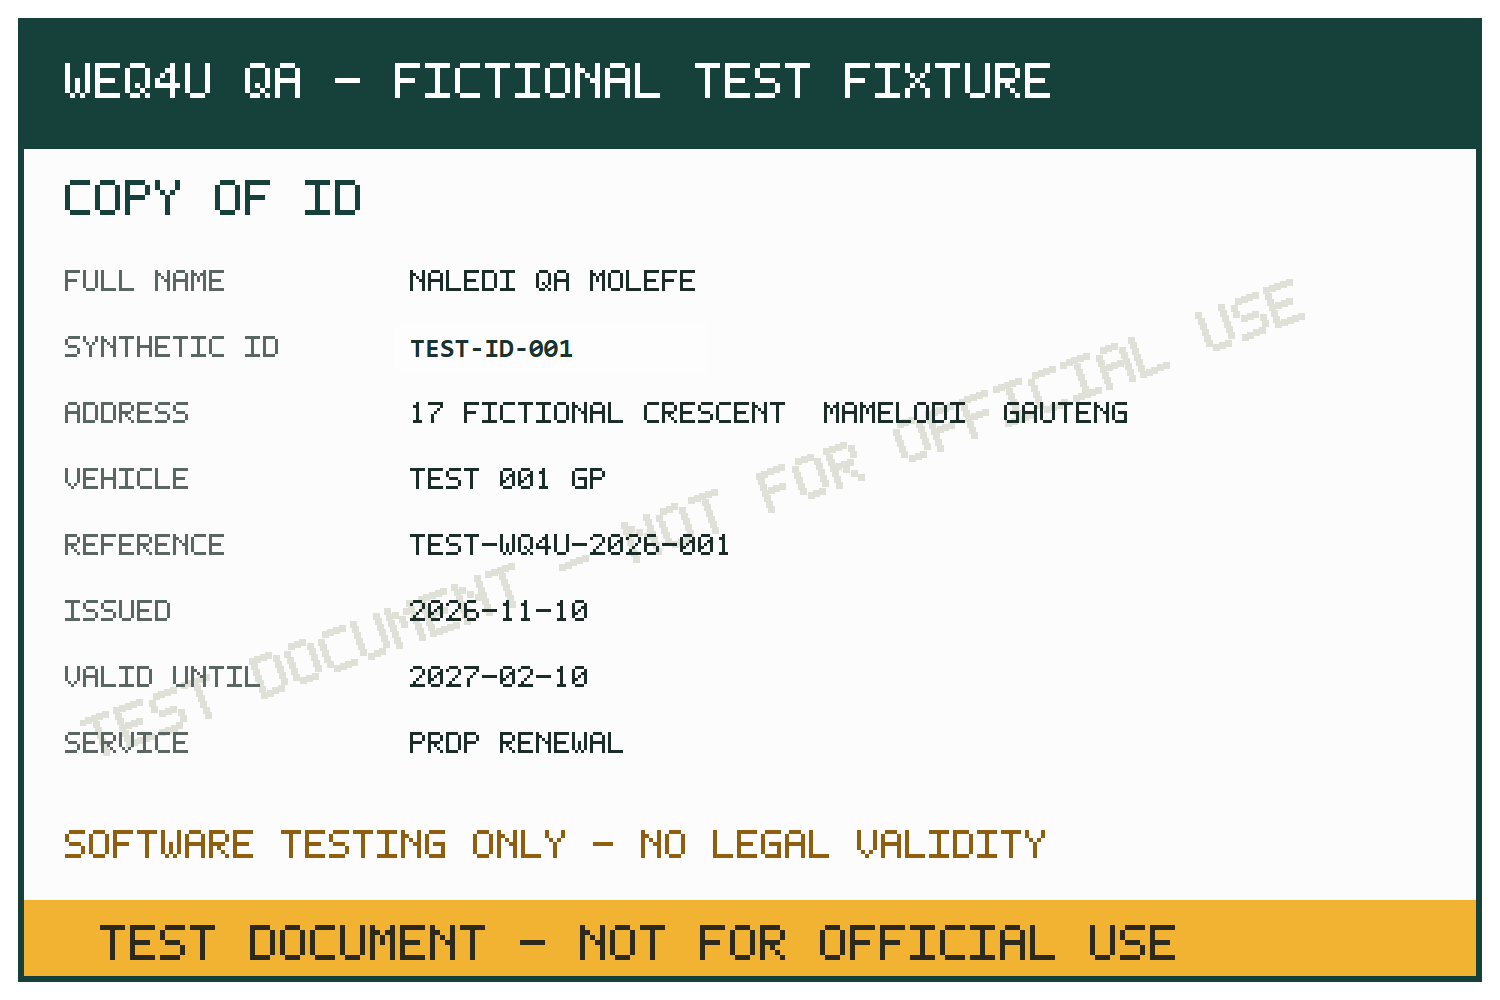 WEQ4U QA - FICTIONAL TEST FIXTURE
COPY OF ID
FULL NAME NALEDI QA MOLEFE
SYNTHETIC ID TEST-ID-001
ADDRESS 17 FICTIONAL CRESCENT MAMELODI GAUTENG
VEHICLE TEST 001 GP
REFERENCE TEST-WQ4U-2026-001
ISSUED 2026-11-10
VALID UNTIL 2027-02-10
SERVICE PRDP RENEWAL
TEST DOCUMENT - NOT FOR OFFICIAL USE
SOFTWARE TESTING ONLY - NO LEGAL VALIDITY
TEST DOCUMENT - NOT FOR OFFICIAL USE